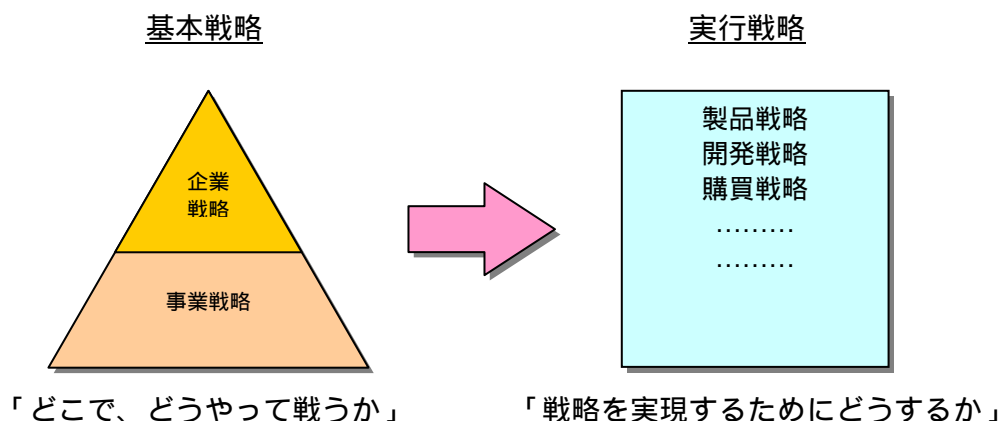 基本戦略
企業
戦略
事業戦略
「どこで、どうやって戦うか」
実行戦略
製品戦略
開発戦略
購買戦略
………
………
「戦略を実現するためにどうするか」